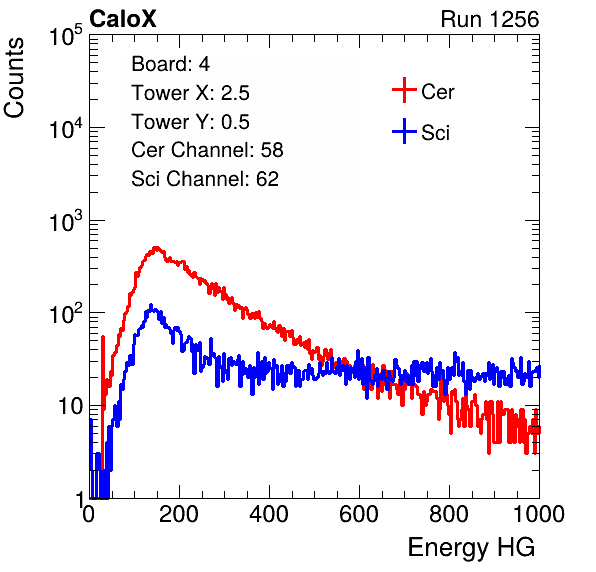 CaloX Run 1256
Counts
Board: 4
Tower X: 2.5
Tower Y: 0.5
Cer Channel: 58
Sci Channel: 62
Cer
Sci
10^5
10^4
10^3
10^2
10
1
0 200 400 600 800 1000
Energy HG